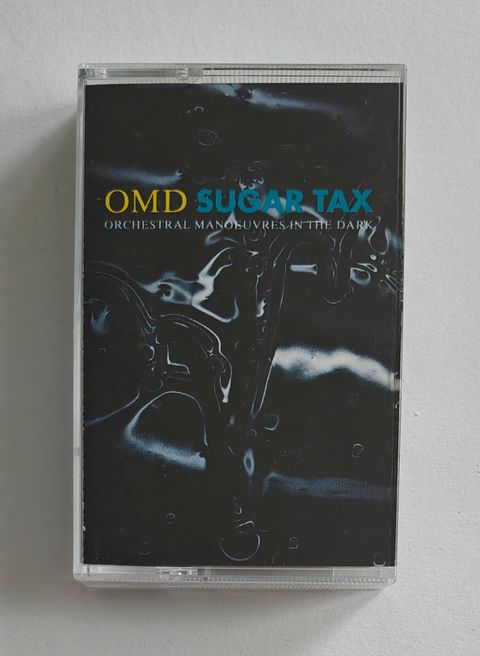 OMD SUGAR TAX
ORCHESTRAL MANOEUVRES IN THE DARK